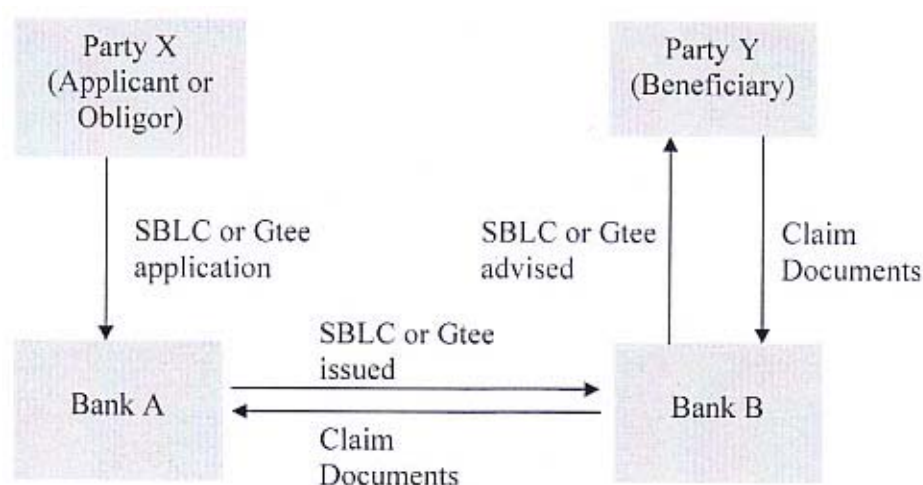 Party X
(Applicant or
Obligor)
Party Y
(Beneficiary)
SBLC or Gtee
application
SBLC or Gtee
advised
Claim
Documents
SBLC or Gtee
issued
Bank A
Bank B
Claim
Documents